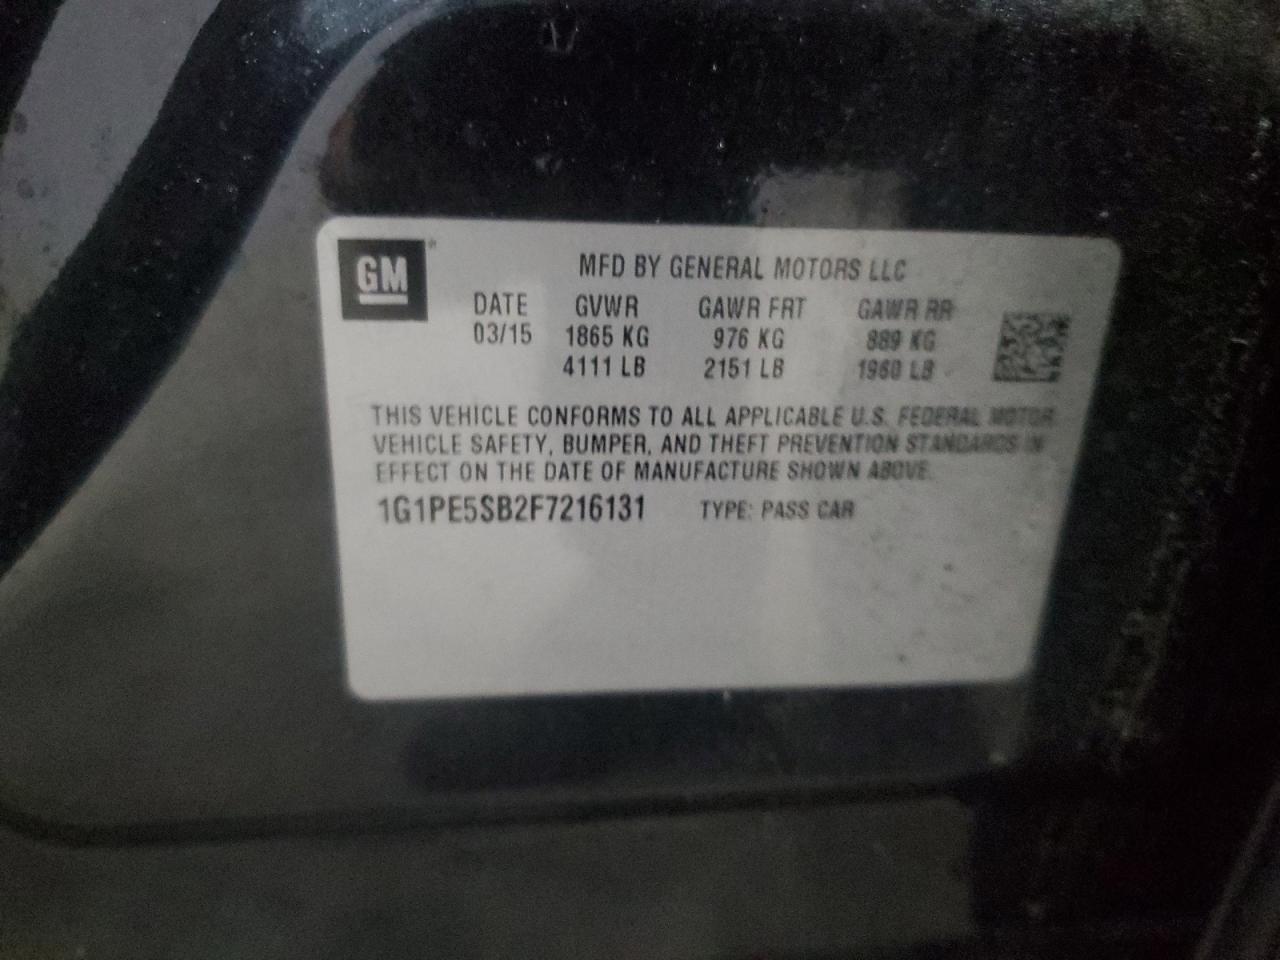 GM
MFD BY GENERAL MOTORS LLC
DATE GVWR GAWR FRT GAWR RR
03/15 1865 KG 976 KG 889 KG
4111 LB 2151 LB 1960 LB
THIS VEHICLE CONFORMS TO ALL APPLICABLE U.S. FEDERAL MOTOR
VEHICLE SAFETY, BUMPER, AND THEFT PREVENTION STANDARDS IN
EFFECT ON THE DATE OF MANUFACTURE SHOWN ABOVE.
1G1PE5SB2F7216131 TYPE: PASS CAR